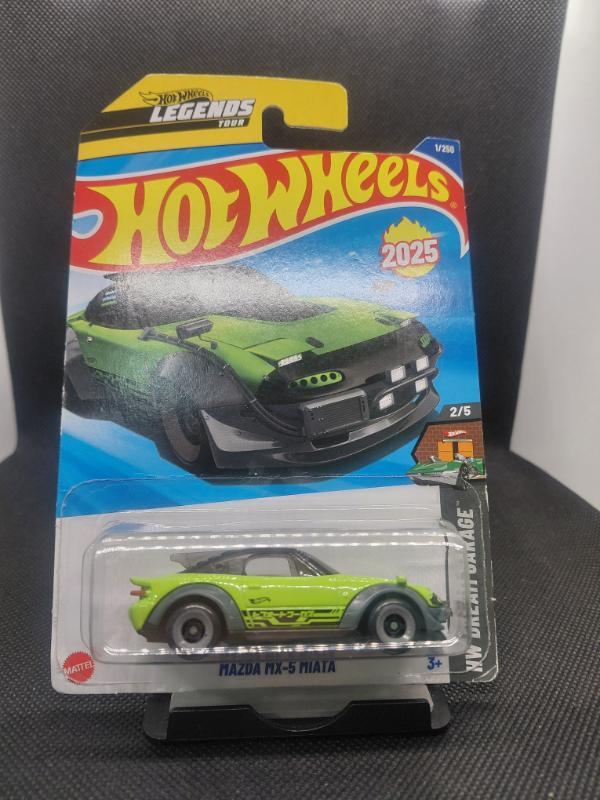 HOT WHEELS
LEGENDS
TOUR
1/250
HOT WHEELS
2025
2/5
HW DREAM GARAGE™
MAZDA MX-5 MIATA
MATTEL
3+